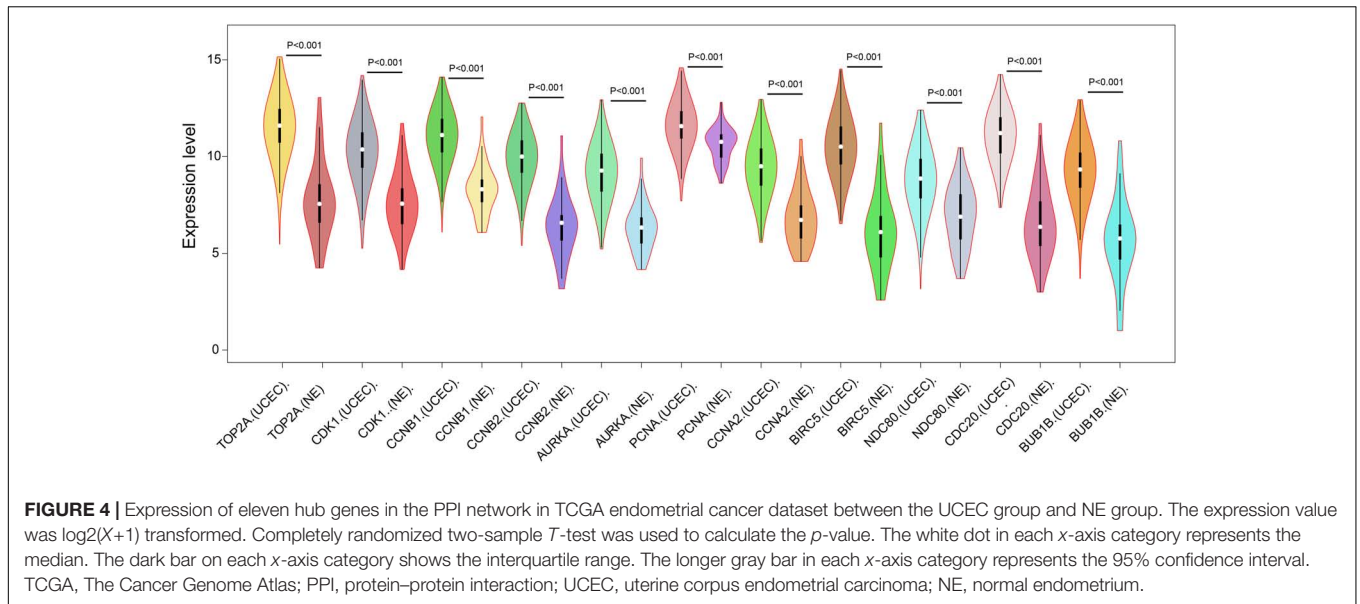 P<0.001
P<0.001
P<0.001
P<0.001
P<0.001
P<0.001
P<0.001
P<0.001
P<0.001
P<0.001
P<0.001
15
10
5
0
Expression level
TOP2A.(UCEC).
TOP2A.(NE)
CDK1.(UCEC).
CDK1..(NE).
CCNB1.(UCEC).
CCNB1.(NE).
CCNB2.(UCEC).
CCNB2.(NE).
AURKA.(UCEC).
AURKA.(NE).
PCNA.(UCEC).
PCNA.(NE).
CCNA2.(UCEC).
CCNA2.(NE).
BIRC5.(UCEC).
BIRC5.(NE).
NDC80.(UCEC).
NDC80.(NE).
CDC20.(UCEC).
CDC20.(NE).
BUB1B.(UCEC).
BUB1B.(NE).
FIGURE 4 | Expression of eleven hub genes in the PPI network in TCGA endometrial cancer dataset between the UCEC group and NE group. The expression value
was log2(X+1) transformed. Completely randomized two-sample T-test was used to calculate the p-value. The white dot in each x-axis category represents the
median. The dark bar on each x-axis category shows the interquartile range. The longer gray bar in each x-axis category represents the 95% confidence interval.
TCGA, The Cancer Genome Atlas; PPI, protein–protein interaction; UCEC, uterine corpus endometrial carcinoma; NE, normal endometrium.